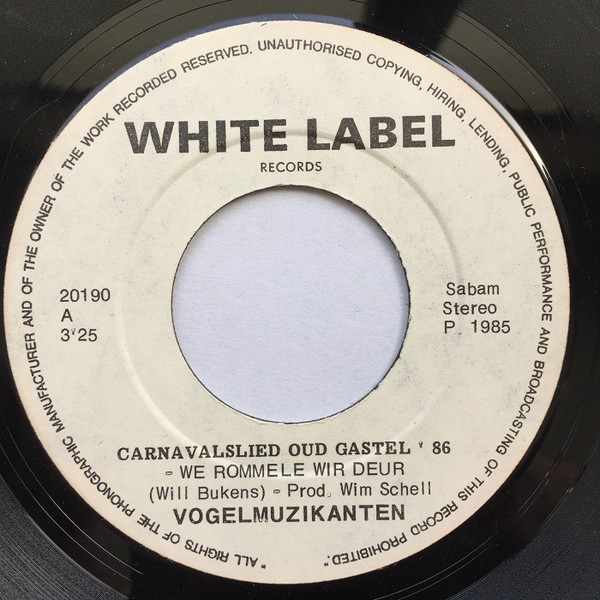 "ALL RIGHTS OF THE PHONOGRAPHIC MANUFACTURER AND OF THE OWNER OF THE WORK RECORDED RESERVED. UNAUTHORISED COPYING, HIRING, LENDING, PUBLIC PERFORMANCE AND BROADCASTING OF THIS RECORD PROHIBITED."
WHITE LABEL
RECORDS
20190
A
3'25
Sabam
Stereo
P. 1985
CARNAVALSLIED OUD GASTEL ' 86
- WE ROMMELE WIR DEUR
(Will Bukens) - Prod. Wim Schell
VOGELMUZIKANTEN